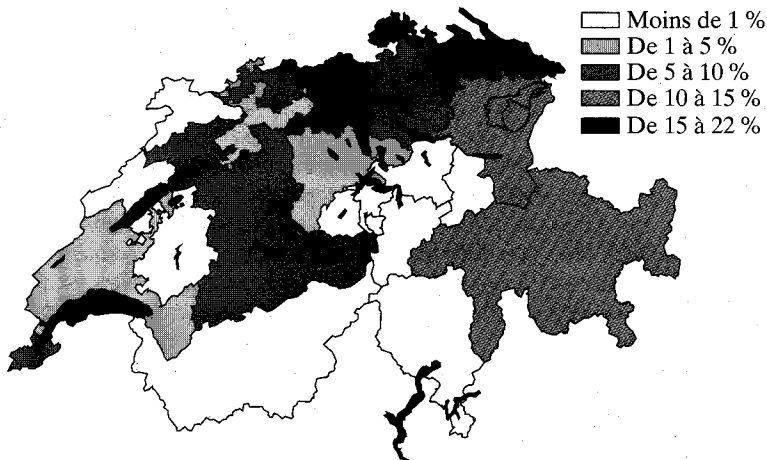 Moins de 1 %
De 1 à 5 %
De 5 à 10 %
De 10 à 15 %
De 15 à 22 %